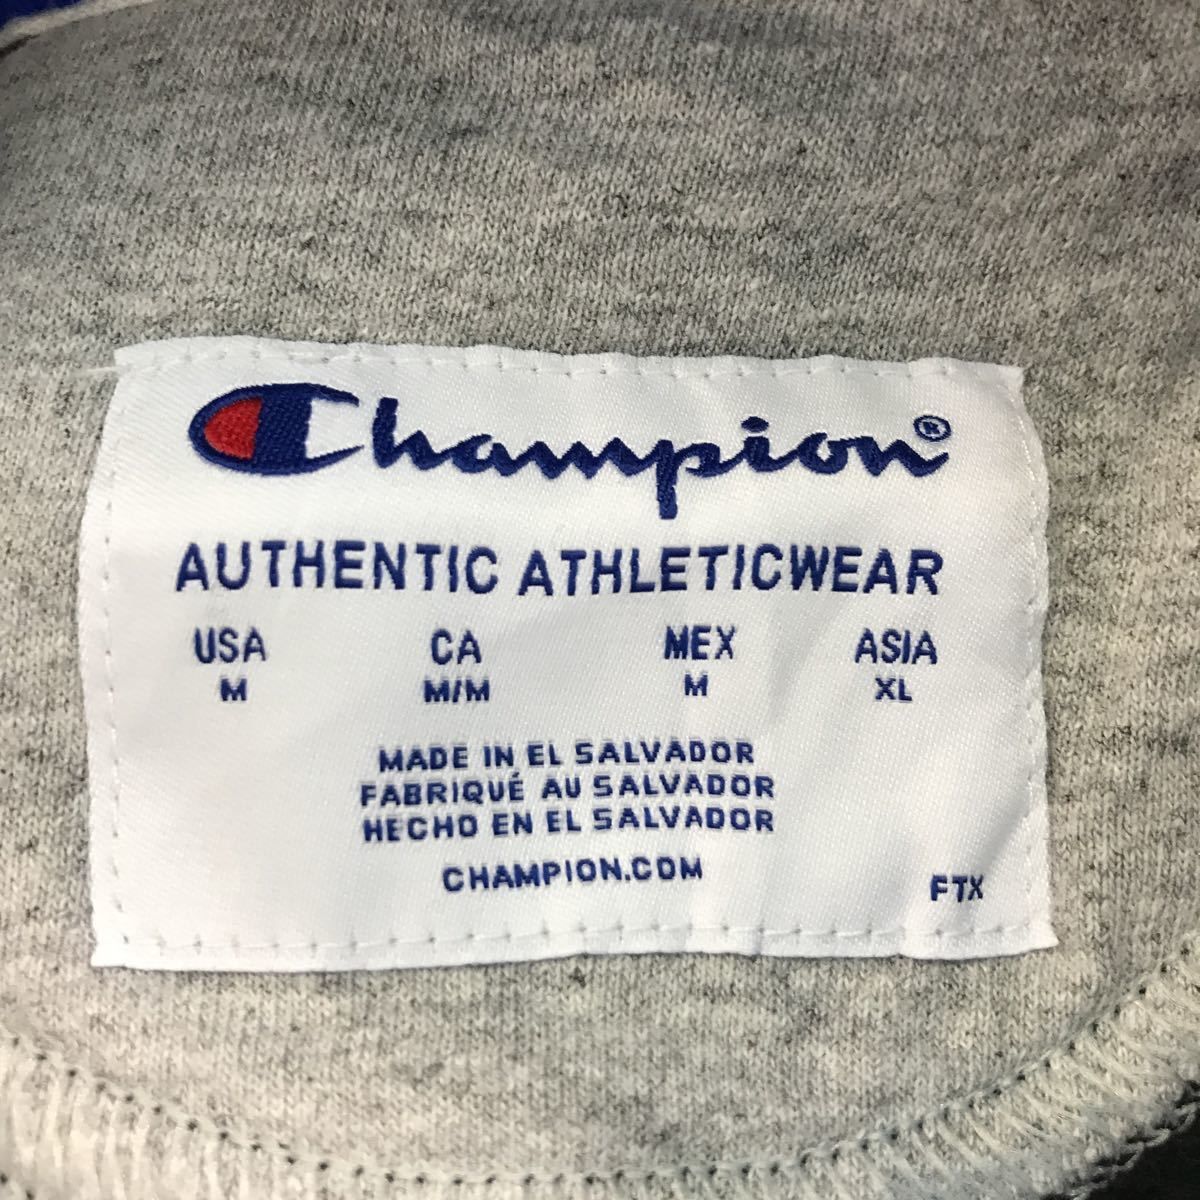 Champion®
AUTHENTIC ATHLETICWEAR
USA CA MEX ASIA
M M/M M XL
MADE IN EL SALVADOR
FABRIQUÉ AU SALVADOR
HECHO EN EL SALVADOR
CHAMPION.COM
FTX